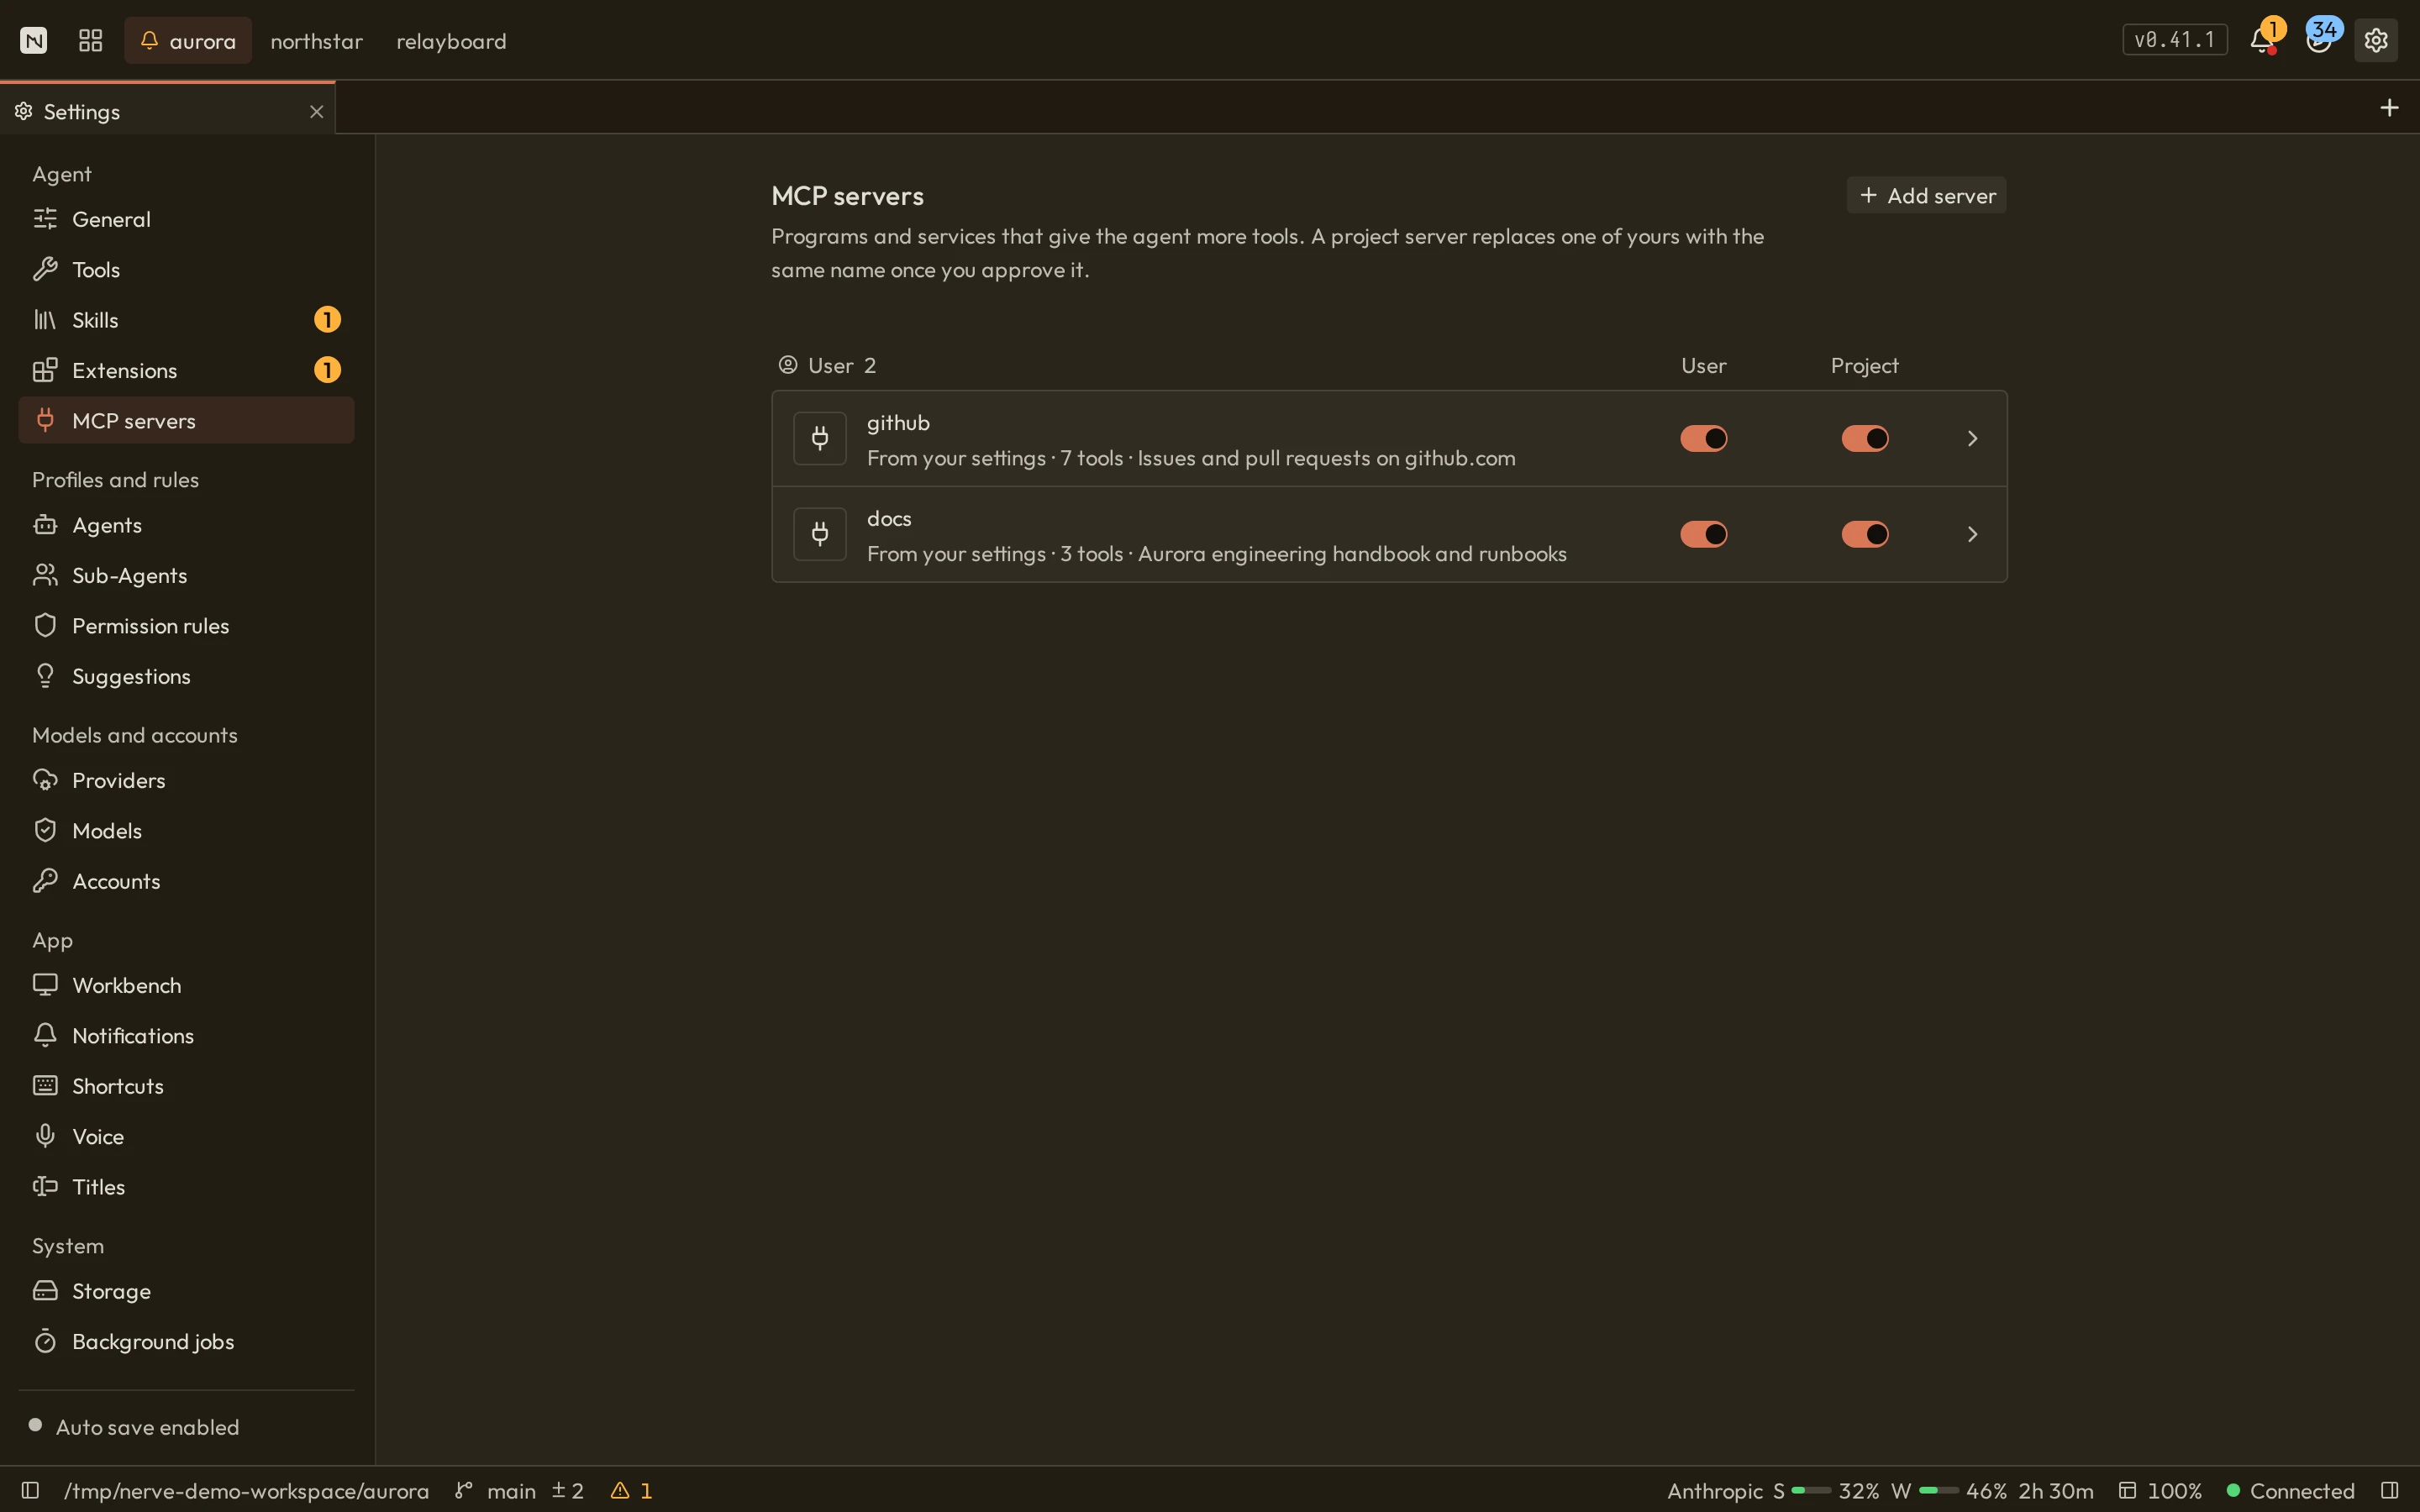 aurora
northstar
relayboard
v0.41.1
1
34
Settings
Agent
General
Tools
Skills 1
Extensions 1
MCP servers
Profiles and rules
Agents
Sub-Agents
Permission rules
Suggestions
Models and accounts
Providers
Models
Accounts
App
Workbench
Notifications
Shortcuts
Voice
Titles
System
Storage
Background jobs
Auto save enabled
MCP servers
Add server
Programs and services that give the agent more tools. A project server replaces one of yours with the
same name once you approve it.
User 2
User
Project
github
From your settings · 7 tools · Issues and pull requests on github.com
docs
From your settings · 3 tools · Aurora engineering handbook and runbooks
/tmp/nerve-demo-workspace/aurora
main
±2
1
Anthropic S 32% W 46% 2h 30m
100%
Connected